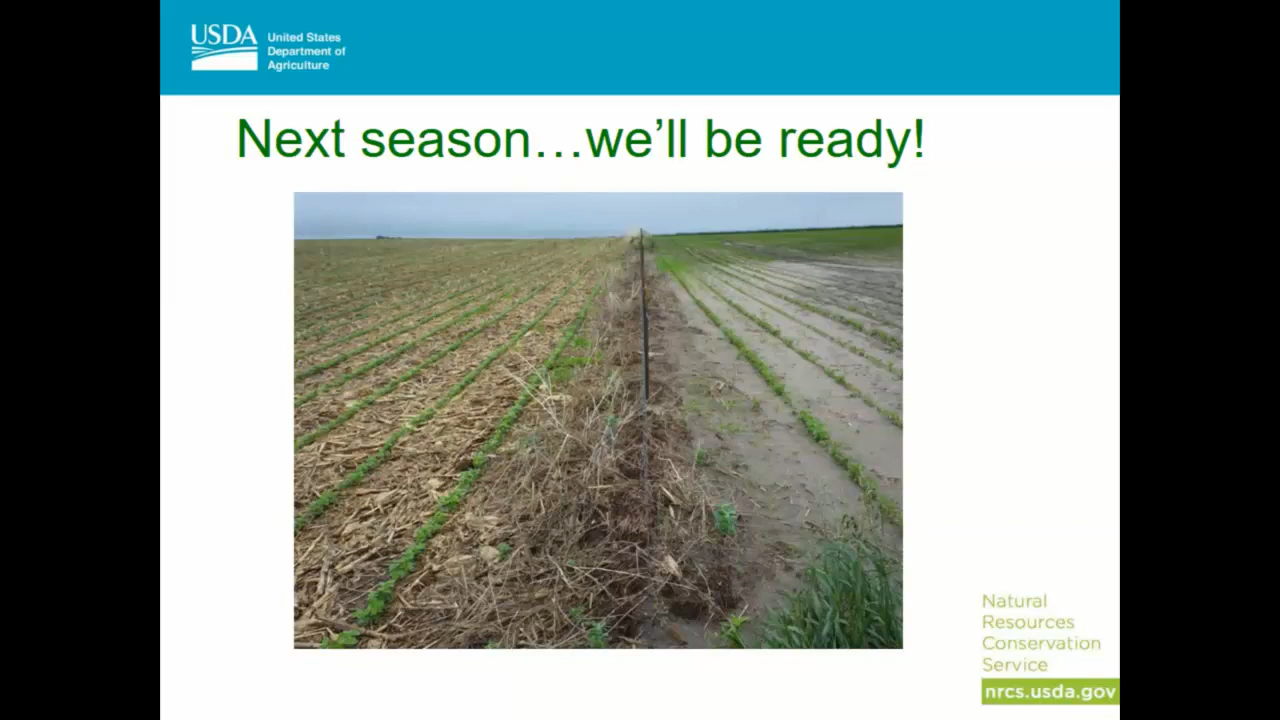 USDA
United States
Department of
Agriculture
Next season…we’ll be ready!
Natural
Resources
Conservation
Service
nrcs.usda.gov